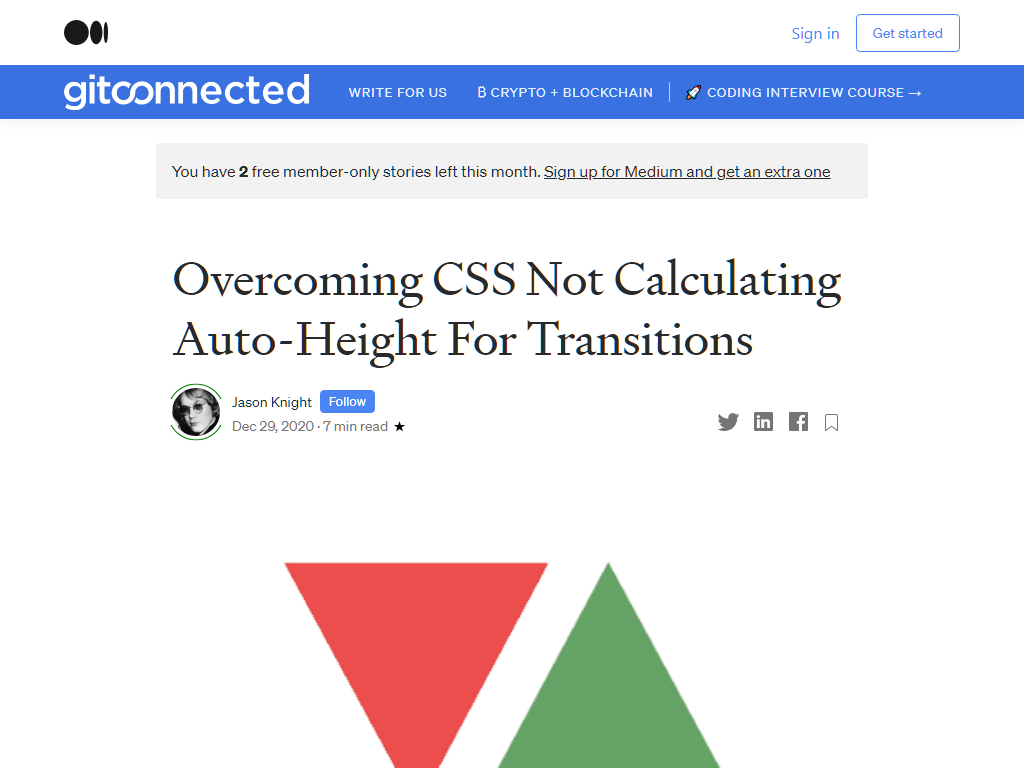 Sign in
Get started
gitconnected
WRITE FOR US
₿ CRYPTO + BLOCKCHAIN
🚀 CODING INTERVIEW COURSE →
You have 2 free member-only stories left this month. Sign up for Medium and get an extra one
Overcoming CSS Not Calculating
Auto-Height For Transitions
Jason Knight
Follow
Dec 29, 2020 · 7 min read ★